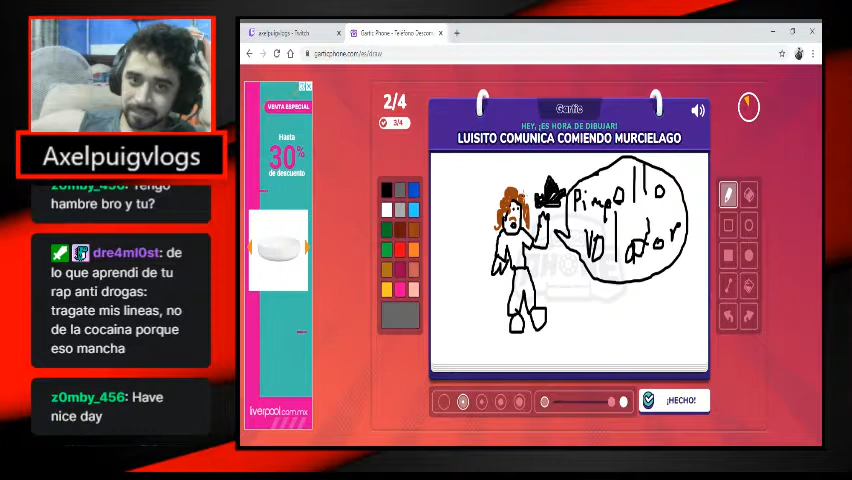 axelpuigvlogs - Twitch
Gartic Phone - Teléfono Descom
garticphone.com/es/draw
Axelpuigvlogs
z0mby_456: Tengo
hambre bro y tu?
dre4ml0st: de
lo que aprendi de tu
rap anti drogas:
tragate mis lineas, no
de la cocaina porque
eso mancha
z0mby_456: Have
nice day
VENTA ESPECIAL
Hasta
30%
de descuento
liverpool.com.mx
2/4
3/4
Gartic
HEY, ¡ES HORA DE DIBUJAR!
LUISITO COMUNICA COMIENDO MURCIELAGO
Pimpollo
volador
¡HECHO!